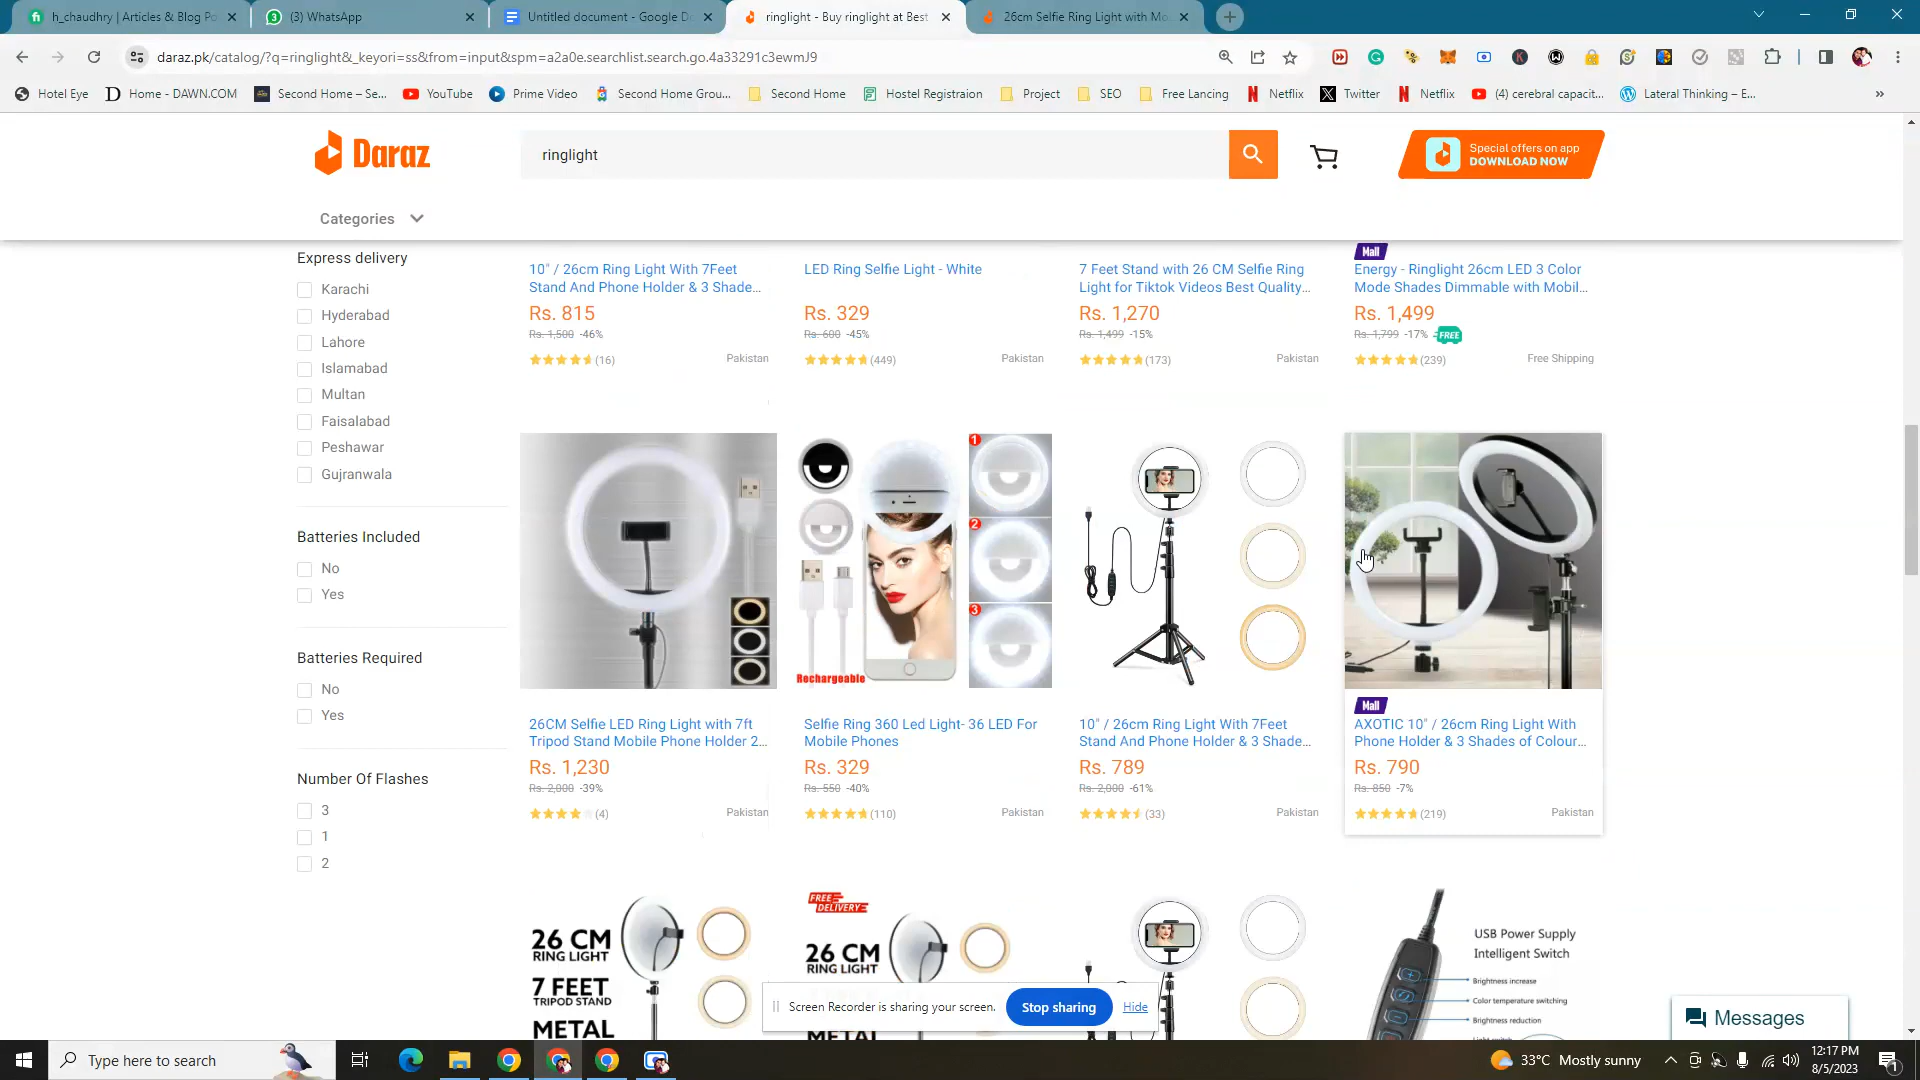 h_chaudhry | Articles & Blog Po
(3) WhatsApp
Untitled document - Google D
ringlight - Buy ringlight at Best
26cm Selfie Ring Light with Mo
daraz.pk/catalog/?q=ringlight&_keyori=ss&from=input&spm=a2a0e.searchlist.search.go.4a33291c3ewmJ9
Hotel Eye
Home - DAWN.COM
Second Home – Se...
YouTube
Prime Video
Second Home Grou...
Second Home
Hostel Registraion
Project
SEO
Free Lancing
Netflix
Twitter
Netflix
(4) cerebral capacit...
Lateral Thinking – E...
Daraz
ringlight
Special offers on app
DOWNLOAD NOW
Categories
Express delivery
Karachi
Hyderabad
Lahore
Islamabad
Multan
Faisalabad
Peshawar
Gujranwala
Batteries Included
No
Yes
Batteries Required
No
Yes
Number Of Flashes
3
1
2
10" / 26cm Ring Light With 7Feet
Stand And Phone Holder & 3 Shade...
Rs. 815
Rs. 1,500 -46%
(16)
Pakistan
LED Ring Selfie Light - White
Rs. 329
Rs. 600 -45%
(449)
Pakistan
7 Feet Stand with 26 CM Selfie Ring
Light for Tiktok Videos Best Quality...
Rs. 1,270
Rs. 1,499 -15%
(173)
Pakistan
Mall
Energy - Ringlight 26cm LED 3 Color
Mode Shades Dimmable with Mobil...
Rs. 1,499
Rs. 1,799 -17% FREE
(239)
Free Shipping
26CM Selfie LED Ring Light with 7ft
Tripod Stand Mobile Phone Holder 2...
Rs. 1,230
Rs. 2,000 -39%
(4)
Pakistan
1
2
3
Rechargeable
Selfie Ring 360 Led Light- 36 LED For
Mobile Phones
Rs. 329
Rs. 550 -40%
(110)
Pakistan
10" / 26cm Ring Light With 7Feet
Stand And Phone Holder & 3 Shade...
Rs. 789
Rs. 2,000 -61%
(33)
Pakistan
Mall
AXOTIC 10" / 26cm Ring Light With
Phone Holder & 3 Shades of Colour...
Rs. 790
Rs. 850 -7%
(219)
Pakistan
26 CM
RING LIGHT
7 FEET
TRIPOD STAND
METAL
FREE
DELIVERY
26 CM
RING LIGHT
USB Power Supply
Intelligent Switch
Brightness increase
Color temperature switching
Brightness reduction
Screen Recorder is sharing your screen.
Stop sharing
Hide
Messages
Type here to search
33°C Mostly sunny
12:17 PM
8/5/2023
1